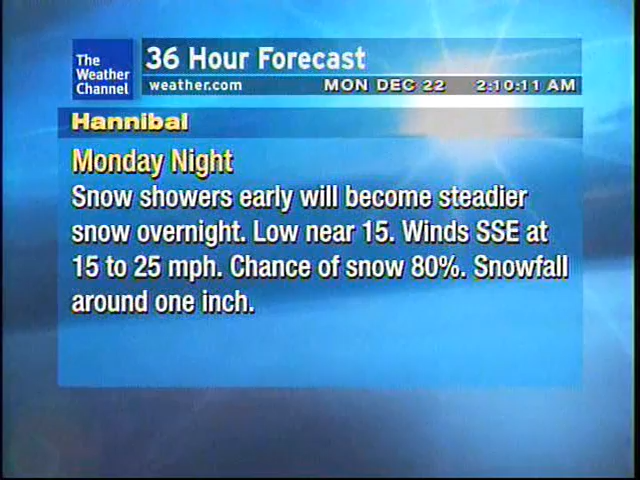 The
Weather
Channel
36 Hour Forecast
weather.com MON DEC 22 2:10:11 AM
Hannibal
Monday Night
Snow showers early will become steadier
snow overnight. Low near 15. Winds SSE at
15 to 25 mph. Chance of snow 80%. Snowfall
around one inch.